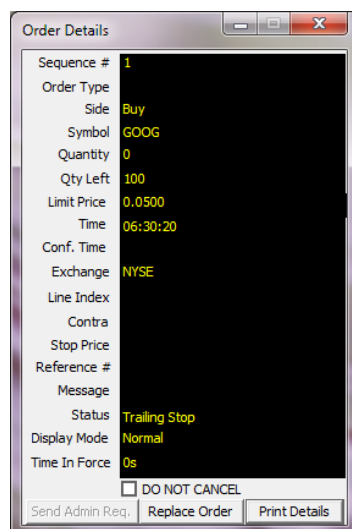 Order Details
Sequence # 1
Order Type
Side Buy
Symbol GOOG
Quantity 0
Qty Left 100
Limit Price 0.0500
Time 06:30:20
Conf. Time
Exchange NYSE
Line Index
Contra
Stop Price
Reference #
Message
Status Trailing Stop
Display Mode Normal
Time In Force 0s
DO NOT CANCEL
Send Admin Req. Replace Order Print Details